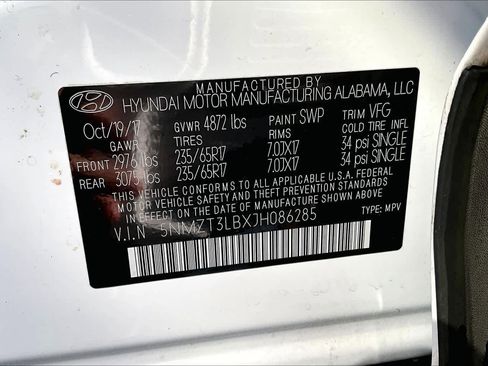 MANUFACTURED BY
HYUNDAI MOTOR MANUFACTURING ALABAMA, LLC
Oct/19/17 GVWR 4872 lbs PAINT SWP TRIM VFG
GAWR TIRES RIMS COLD TIRE INFL
FRONT 2976 lbs 235/65R17 7.0JX17 34 psi SINGLE
REAR 3075 lbs 235/65R17 7.0JX17 34 psi SINGLE
THIS VEHICLE CONFORMS TO ALL APPLICABLE U.S.A. FEDERAL
MOTOR VEHICLE SAFETY AND THEFT PREVENTION STANDARDS IN
EFFECT ON THE DATE OF MANUFACTURE SHOWN ABOVE.
V.I.N 5NMZT3LBXJH086285 TYPE: MPV